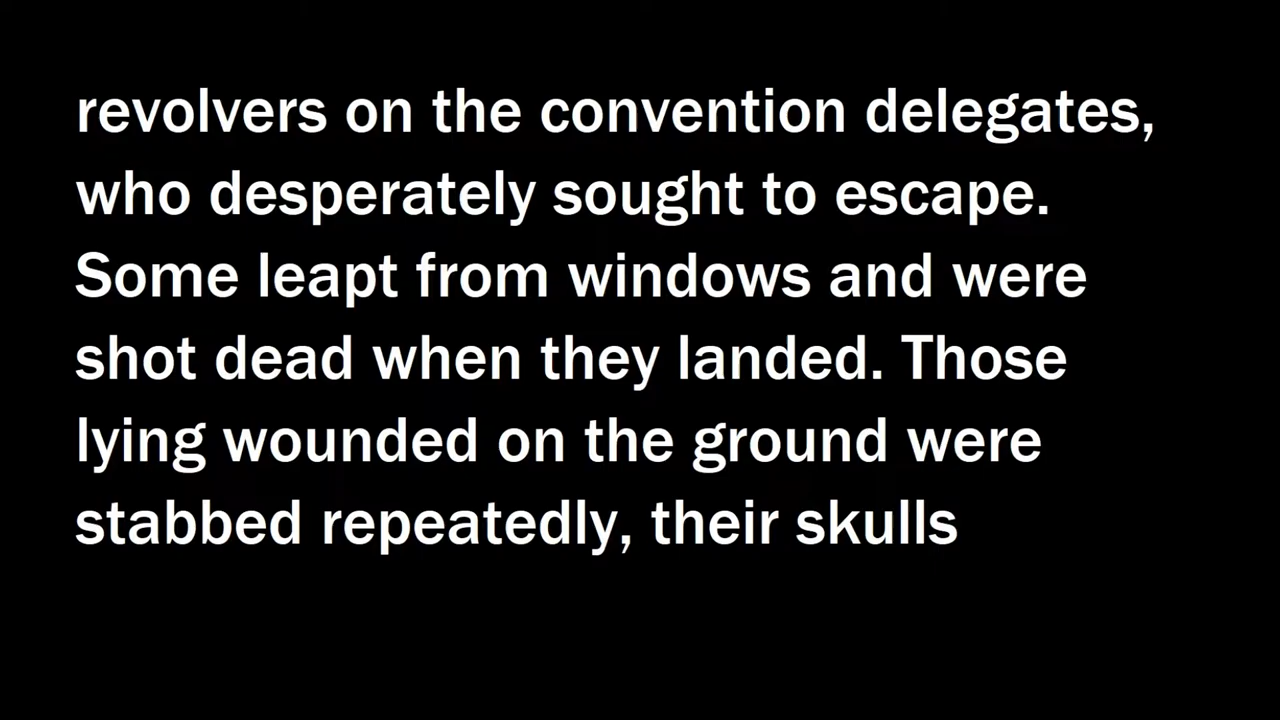 revolvers on the convention delegates,
who desperately sought to escape.
Some leapt from windows and were
shot dead when they landed. Those
lying wounded on the ground were
stabbed repeatedly, their skulls